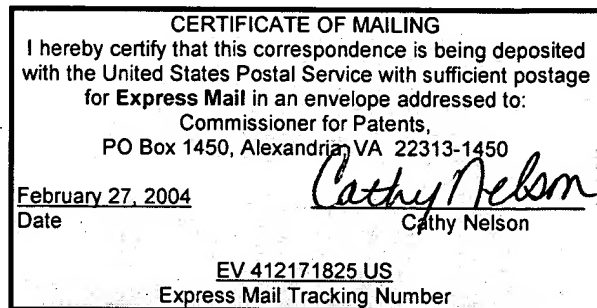 CERTIFICATE OF MAILING
I hereby certify that this correspondence is being deposited
with the United States Postal Service with sufficient postage
for Express Mail in an envelope addressed to:
Commissioner for Patents,
PO Box 1450, Alexandria, VA 22313-1450
Cathy Nelson
February 27, 2004
Date Cathy Nelson
EV 412171825 US
Express Mail Tracking Number